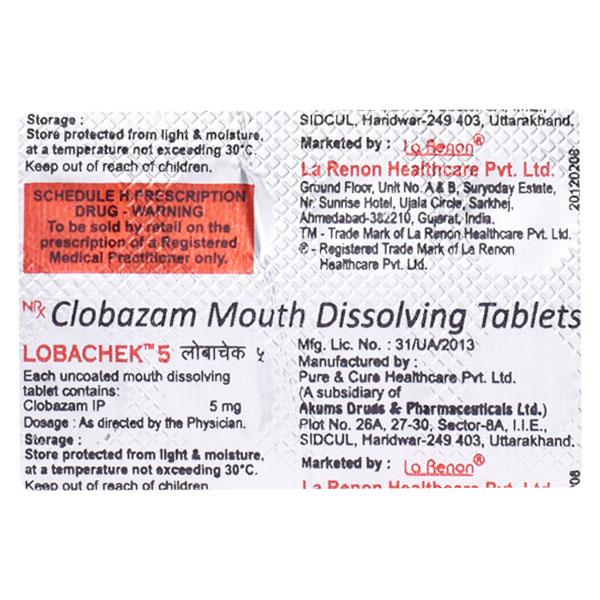 Storage :
Store protected from light & moisture,
at a temperature not exceeding 30°C.
Keep out of reach of children.
SCHEDULE H PRESCRIPTION
DRUG - WARNING
To be sold by retail on the
prescription of a Registered
Medical Practitioner only.
SIDCUL, Haridwar-249 403, Uttarakhand.
Marketed by : La Renon®
La Renon Healthcare Pvt. Ltd.
Ground Floor, Unit No. A & B, Suryoday Estate,
Nr. Sunrise Hotel, Ujala Circle, Sarkhej,
Ahmedabad-382210, Gujarat, India.
TM - Trade Mark of La Renon Healthcare Pvt. Ltd.
® - Registered Trade Mark of La Renon
Healthcare Pvt. Ltd.
20120208
NRx Clobazam Mouth Dissolving Tablets
LOBACHEK™ 5 लोबाचेक ५
Each uncoated mouth dissolving
tablet contains:
Clobazam IP 5 mg
Dosage : As directed by the Physician.
Storage :
Store protected from light & moisture,
at a temperature not exceeding 30°C.
Keep out of reach of children.
Mfg. Lic. No. : 31/UA/2013
Manufactured by :
Pure & Cure Healthcare Pvt. Ltd.
(A subsidiary of
Akums Drugs & Pharmaceuticals Ltd.)
Plot No. 26A, 27-30, Sector-8A, I.I.E.,
SIDCUL, Haridwar-249 403, Uttarakhand.
Marketed by : La Renon®
La Renon Healthcare Pvt. Ltd.
08